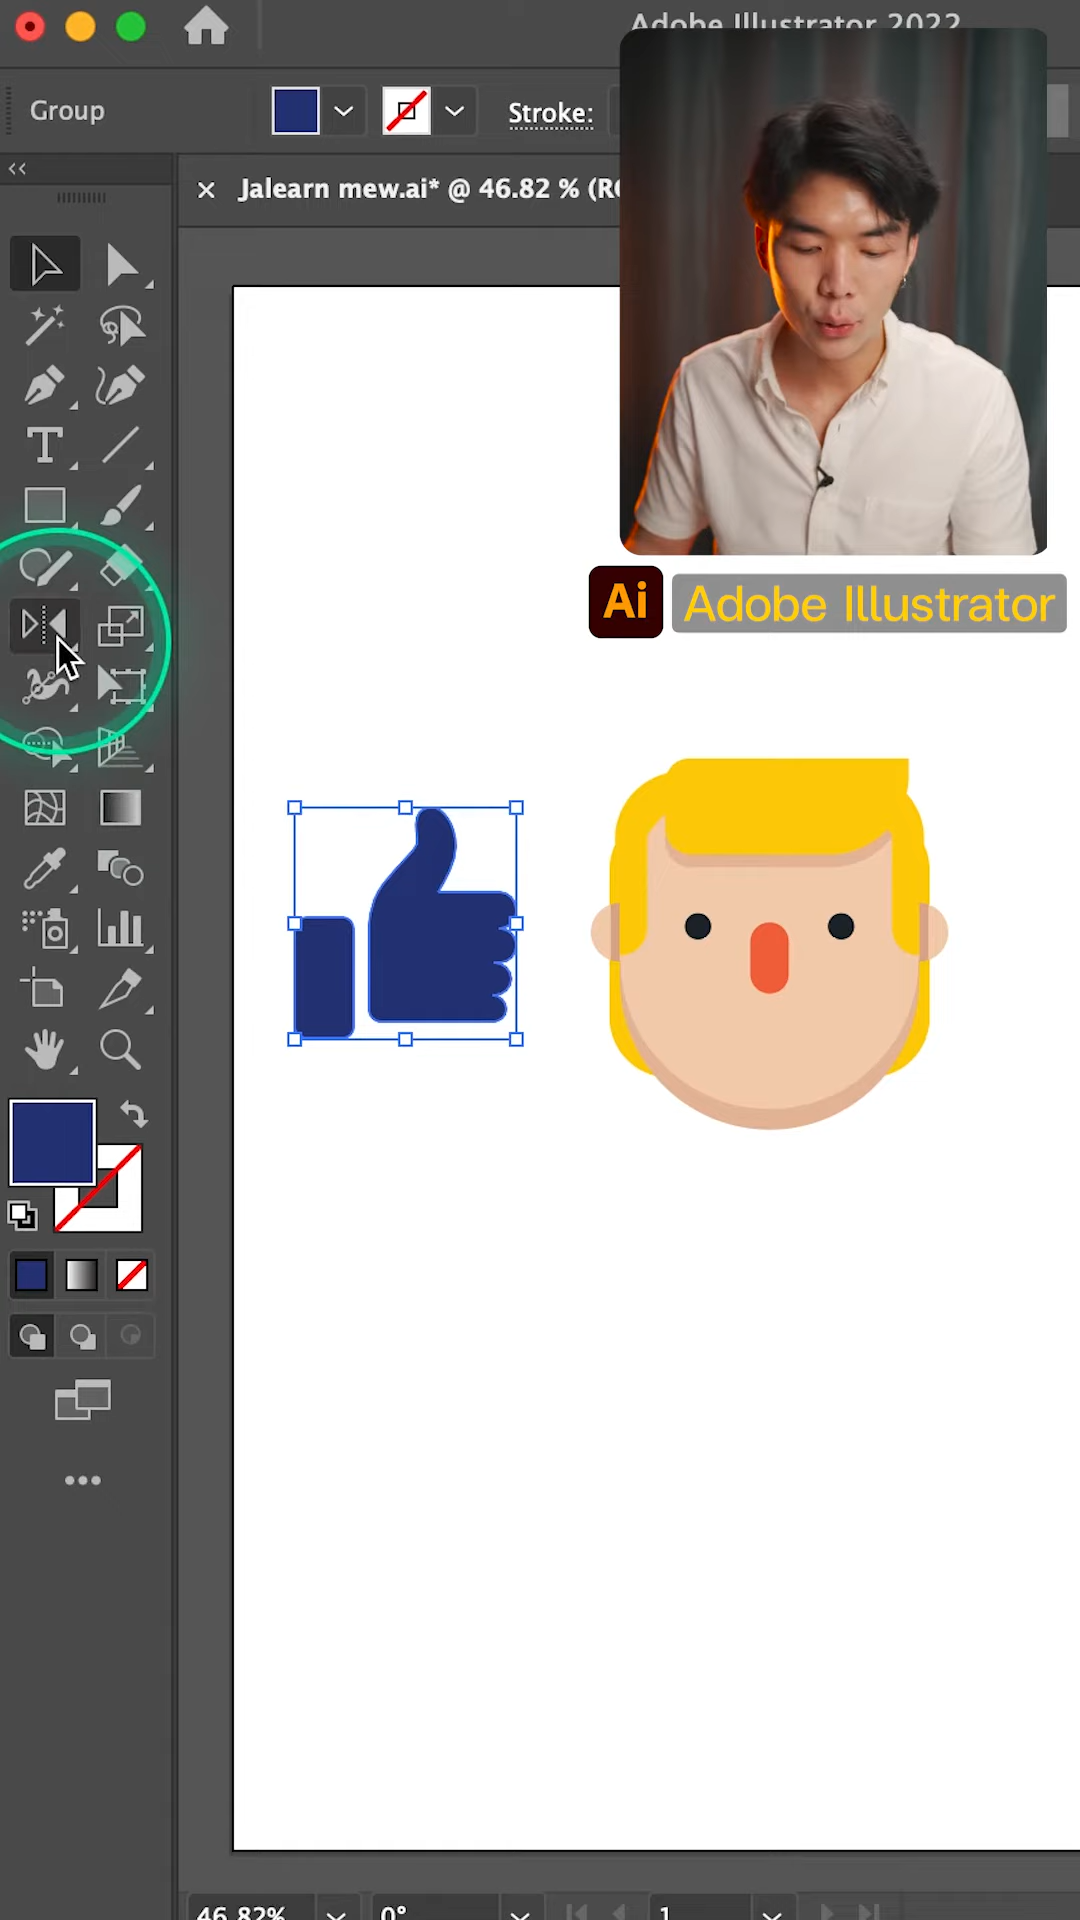 Adobe Illustrator 2022
Group
Stroke:
Jalearn mew.ai* @ 46.82 % (R
Ai Adobe Illustrator
T
46.82%
0°
1